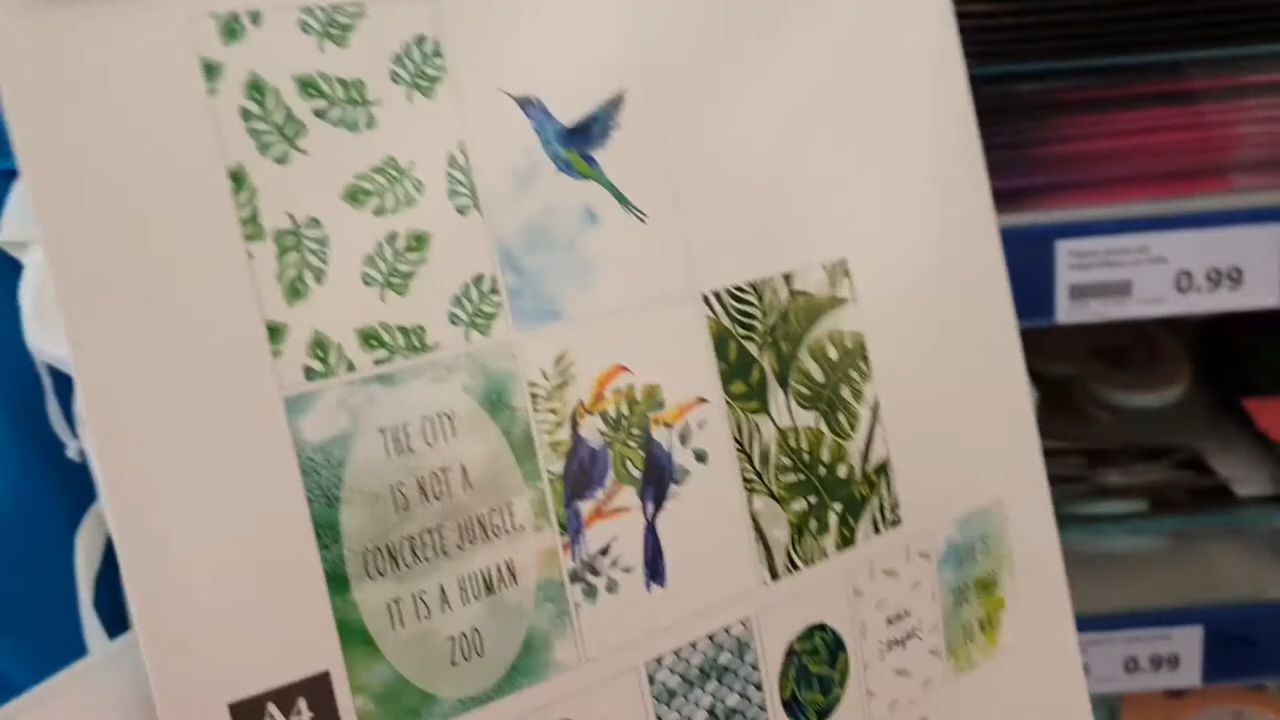 THE CITY
IS NOT A
CONCRETE JUNGLE,
IT IS A HUMAN
ZOO
A4
0.99
0.99